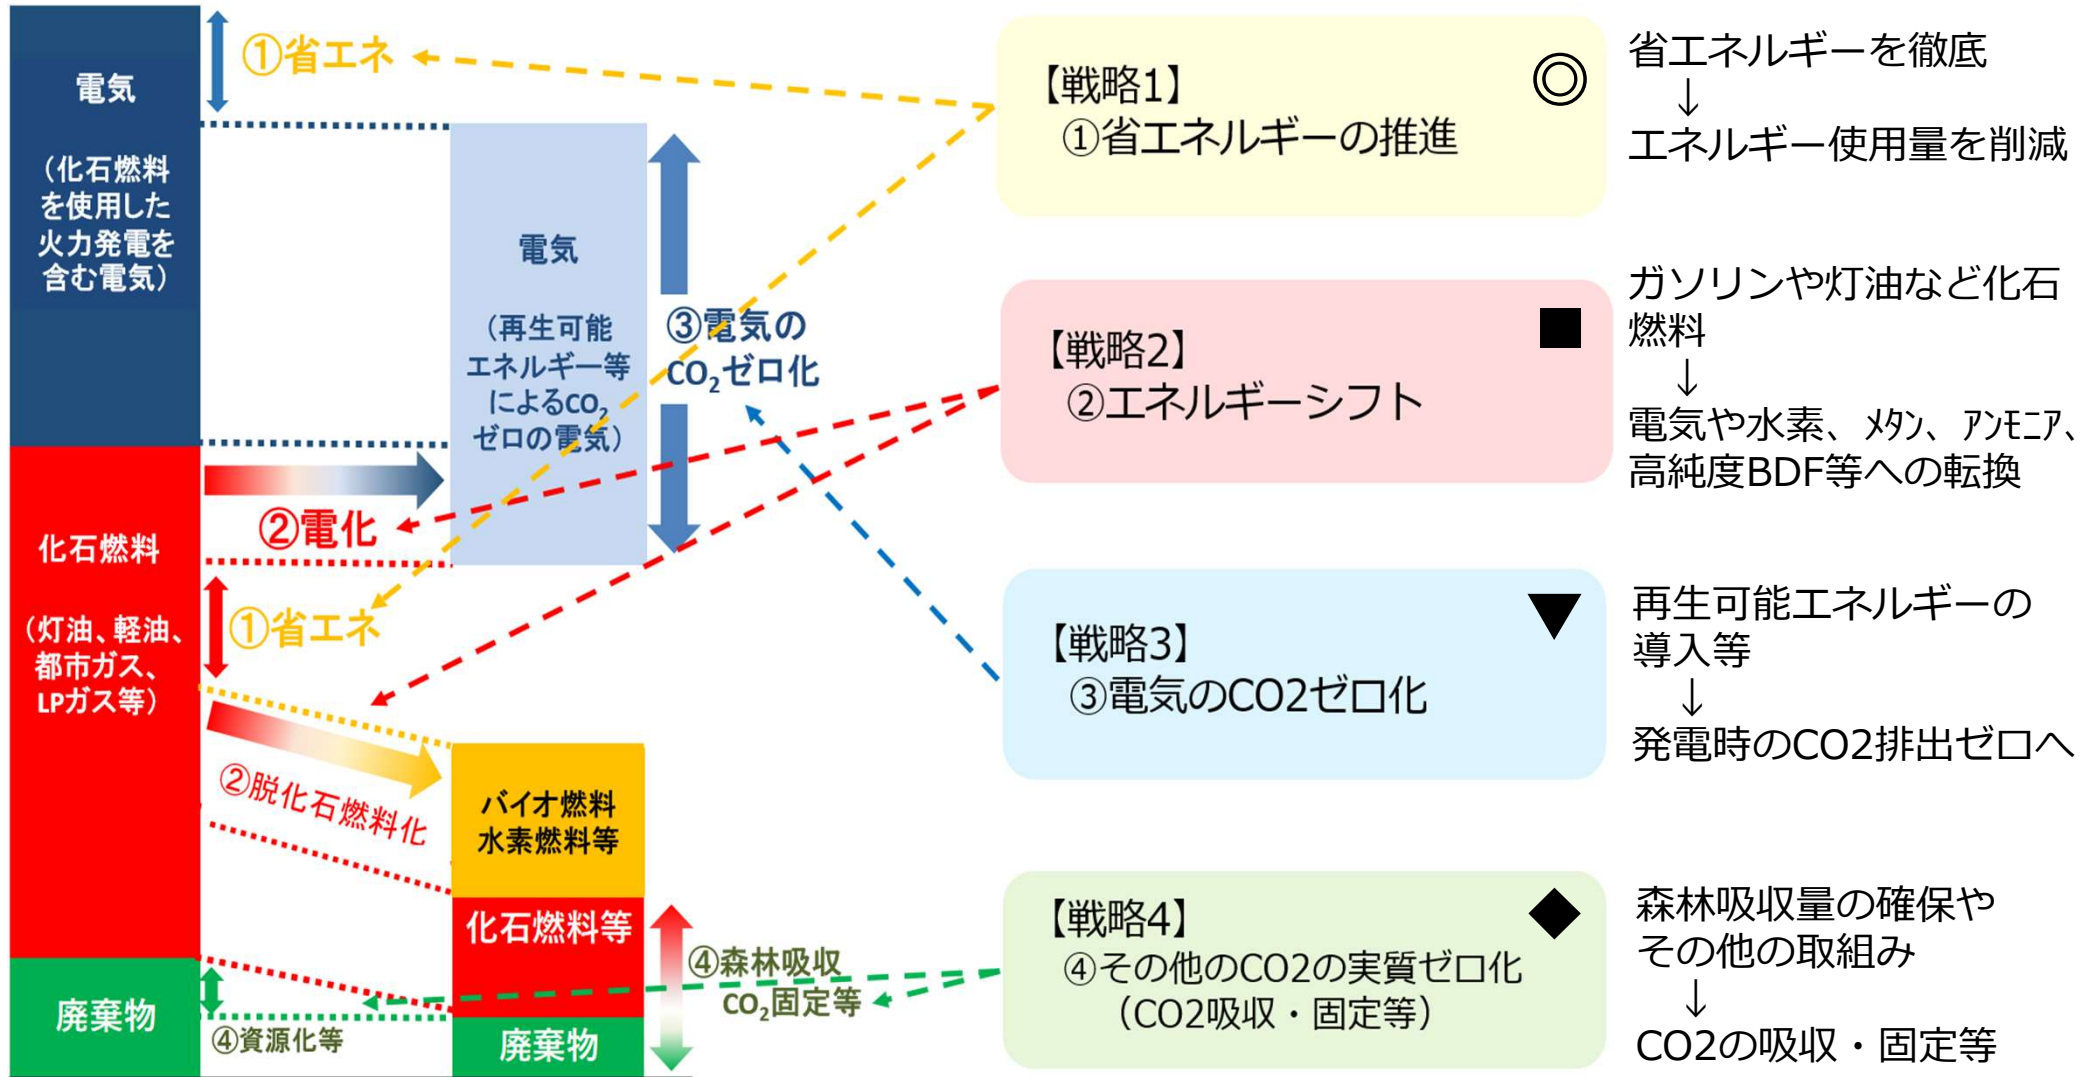 電気
（化石燃料
を使用した
火力発電を
含む電気）
化石燃料
（灯油、軽油、
都市ガス、
LPガス等）
廃棄物
①省エネ
②電化
①省エネ
②脱化石燃料化
④資源化等
電気
（再生可能
エネルギー等
によるCO₂
ゼロの電気）
バイオ燃料
水素燃料等
化石燃料等
廃棄物
③電気の
CO₂ゼロ化
④森林吸収
CO₂固定等
【戦略1】
◎
①省エネルギーの推進
省エネルギーを徹底
↓
エネルギー使用量を削減
【戦略2】
■
②エネルギーシフト
ガソリンや灯油など化石
燃料
↓
電気や水素、ﾒﾀﾝ、ｱﾝﾓﾆｱ、
高純度BDF等への転換
【戦略3】
▼
③電気のCO2ゼロ化
再生可能エネルギーの
導入等
↓
発電時のCO2排出ゼロへ
【戦略4】
◆
④その他のCO2の実質ゼロ化
（CO2吸収・固定等）
森林吸収量の確保や
その他の取組み
↓
CO2の吸収・固定等